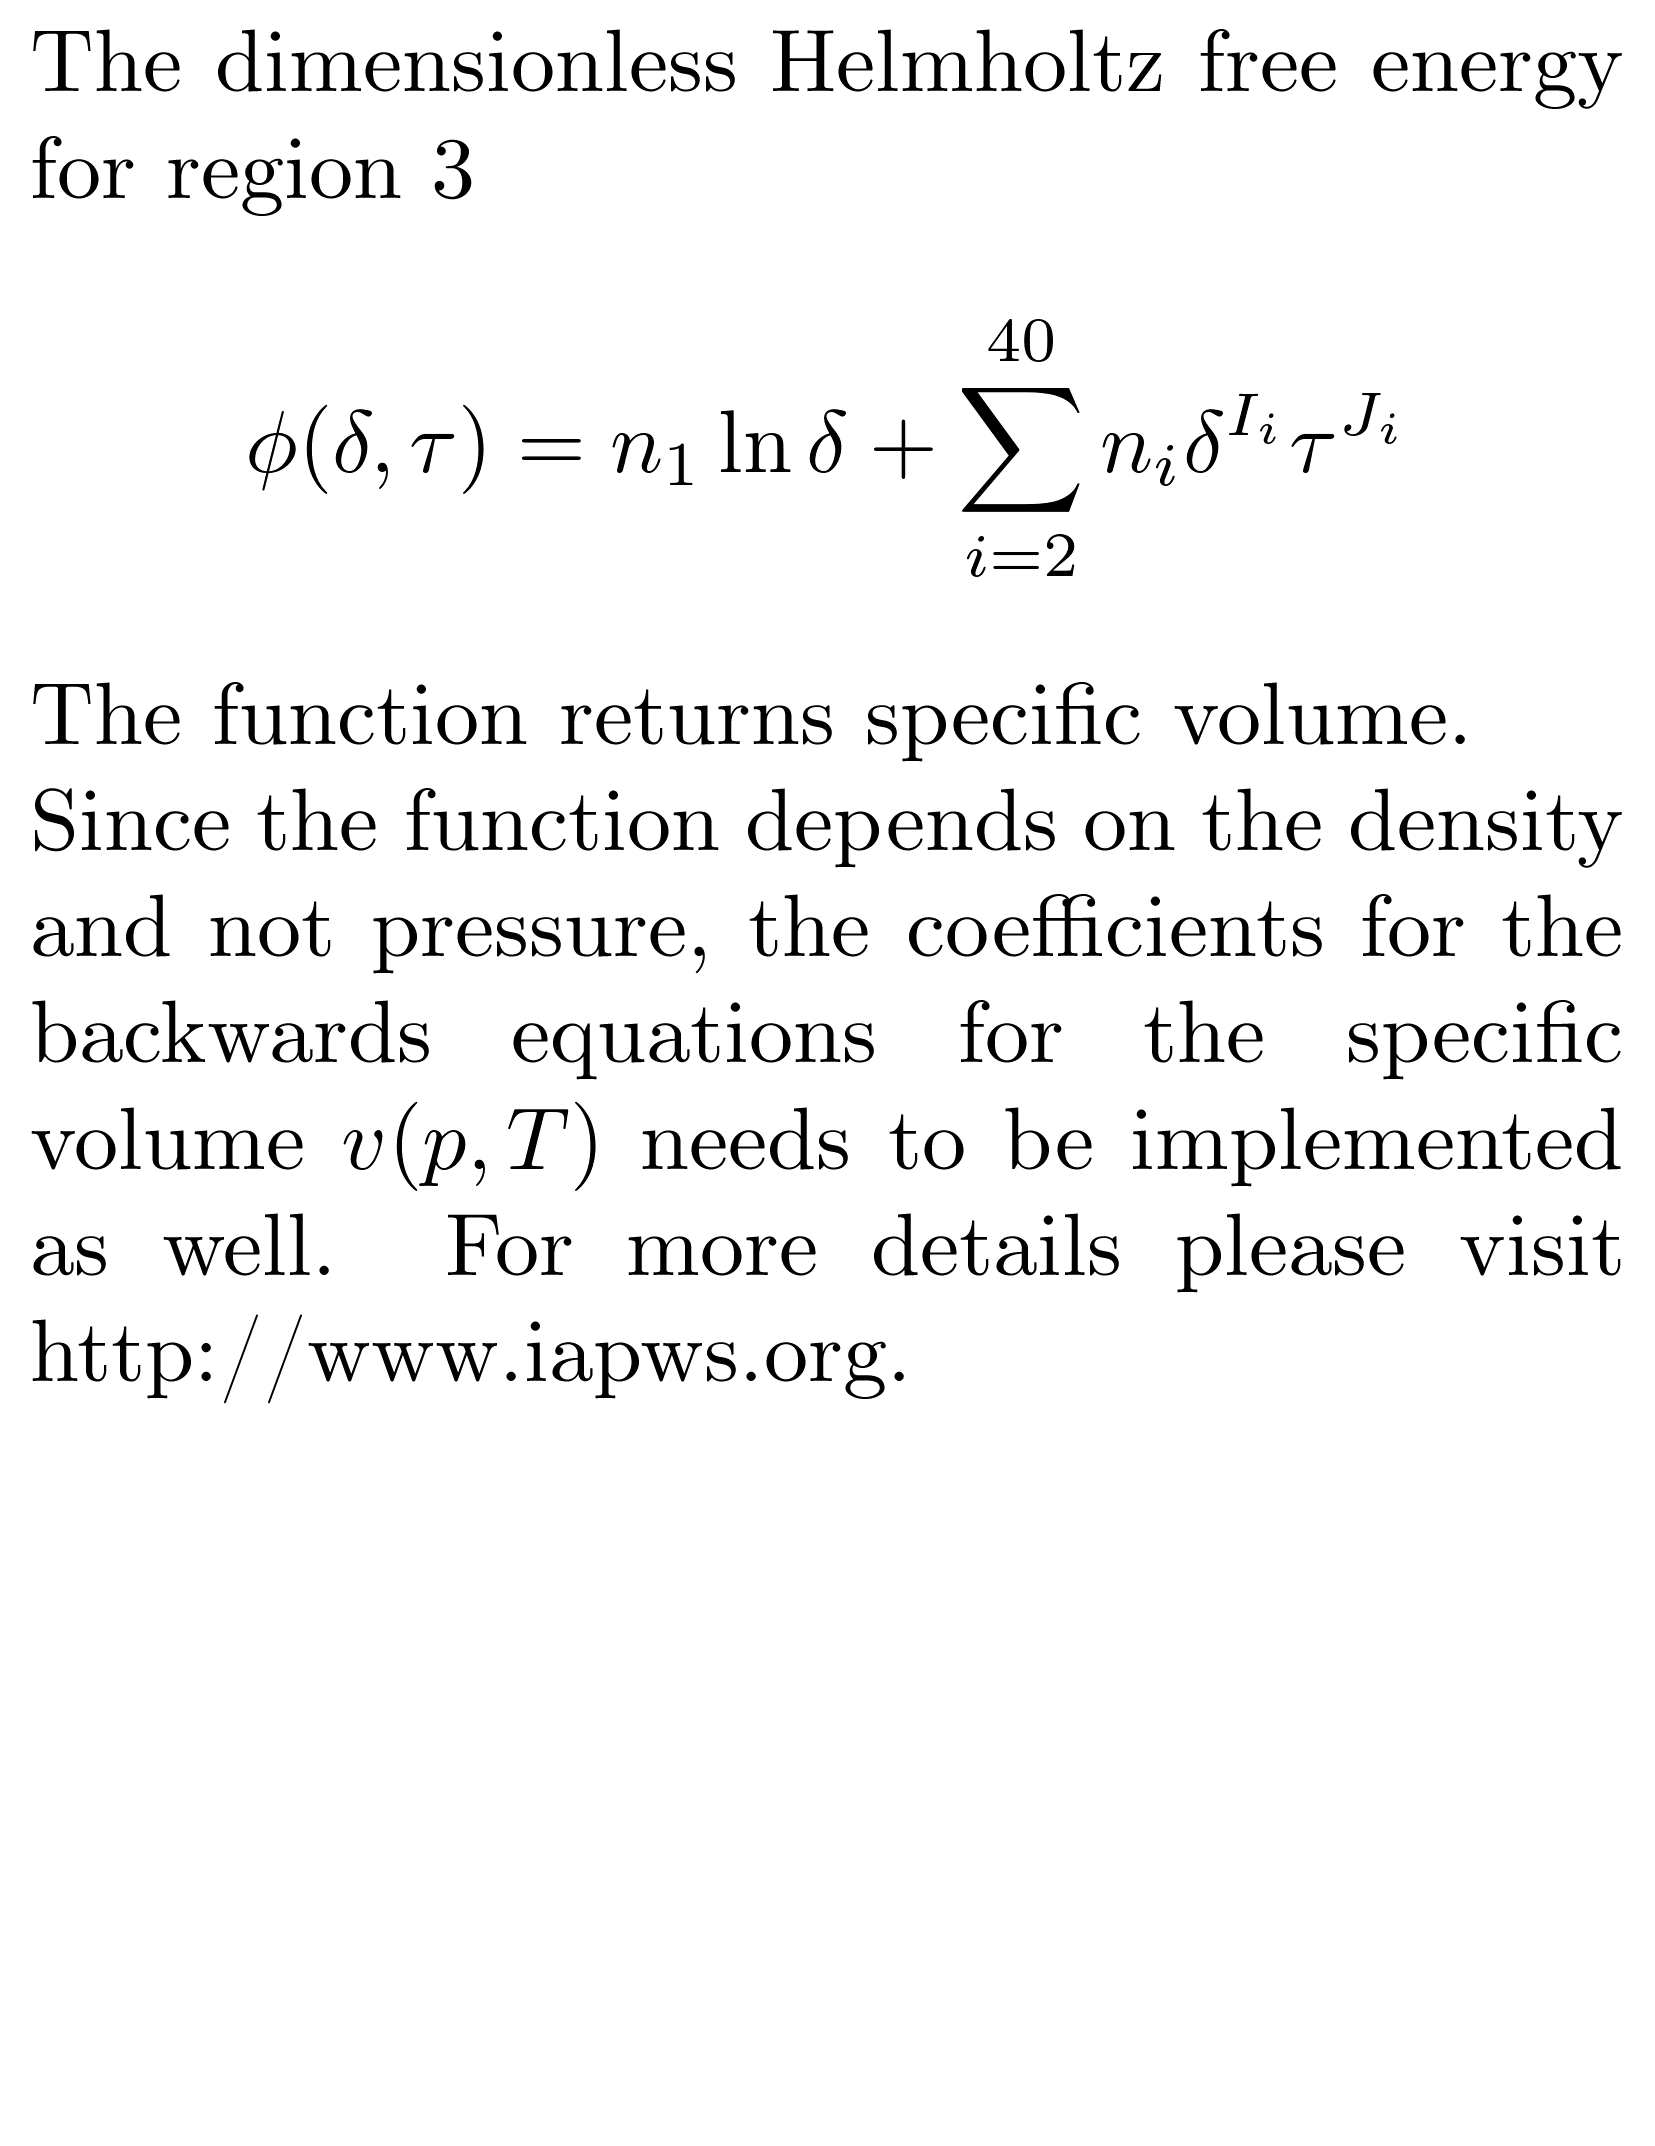 The dimensionless Helmholtz free energy
for region 3
$$\phi(\delta, \tau) = n_1 \ln \delta + \sum_{i=2}^{40} n_i \delta^{I_i} \tau^{J_i}$$
The function returns specific volume.
Since the function depends on the density
and not pressure, the coefficients for the
backwards equations for the specific
volume $v(p, T)$ needs to be implemented
as well. For more details please visit
http://www.iapws.org.